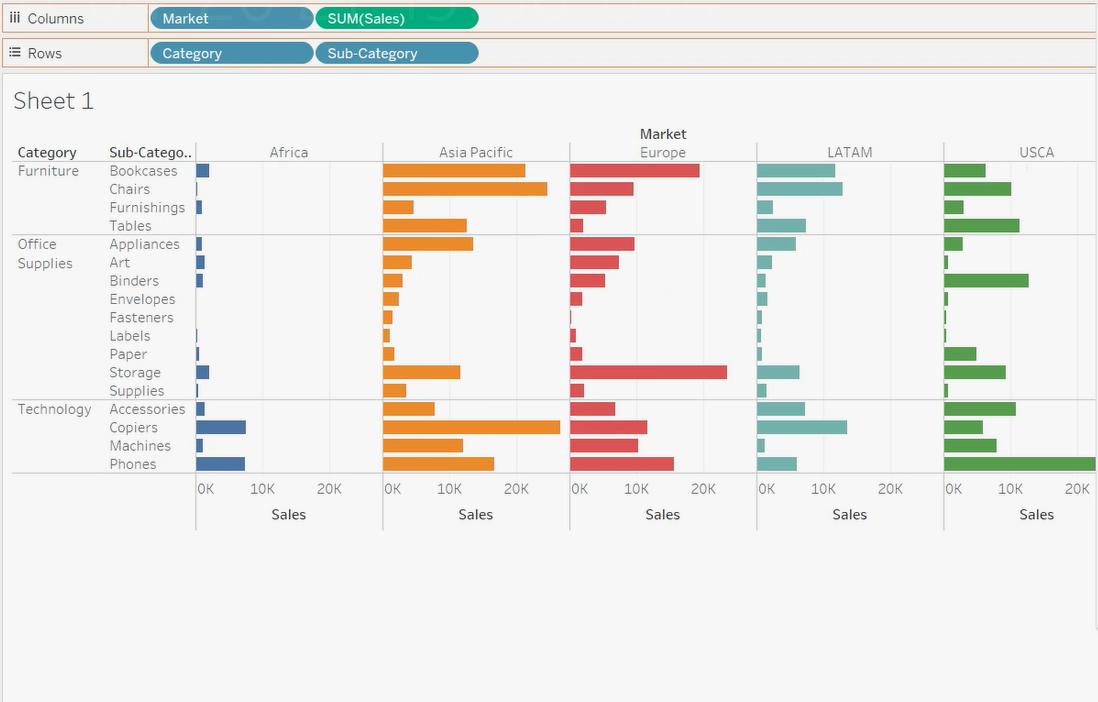 Columns Market SUM(Sales)
Rows Category Sub-Category
Sheet 1
Market
Category Sub-Catego.. Africa Asia Pacific Europe LATAM USCA
Furniture Bookcases
Chairs
Furnishings
Tables
Office Appliances
Supplies Art
Binders
Envelopes
Fasteners
Labels
Paper
Storage
Supplies
Technology Accessories
Copiers
Machines
Phones
0K 10K 20K 0K 10K 20K 0K 10K 20K 0K 10K 20K 0K 10K 20K
Sales Sales Sales Sales Sales